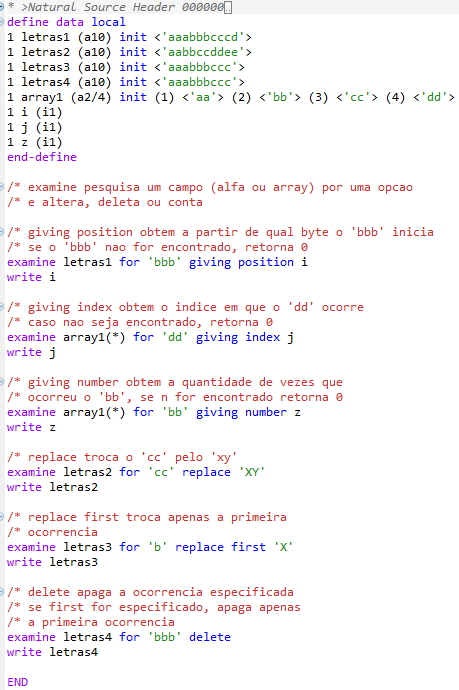 * >Natural Source Header 000000
define data local
1 letras1 (a10) init <'aaabbbcccd'>
1 letras2 (a10) init <'aabbccddee'>
1 letras3 (a10) init <'aaabbbccc'>
1 letras4 (a10) init <'aaabbbccc'>
1 array1 (a2/4) init (1) <'aa'> (2) <'bb'> (3) <'cc'> (4) <'dd'>
1 i (i1)
1 j (i1)
1 z (i1)
end-define
/* examine pesquisa um campo (alfa ou array) por uma opcao
/* e altera, deleta ou conta
/* giving position obtem a partir de qual byte o 'bbb' inicia
/* se o 'bbb' nao for encontrado, retorna 0
examine letras1 for 'bbb' giving position i
write i
/* giving index obtem o indice em que o 'dd' ocorre
/* caso nao seja encontrado, retorna 0
examine array1(*) for 'dd' giving index j
write j
/* giving number obtem a quantidade de vezes que
/* ocorreu o 'bb', se n for encontrado retorna 0
examine array1(*) for 'bb' giving number z
write z
/* replace troca o 'cc' pelo 'xy'
examine letras2 for 'cc' replace 'XY'
write letras2
/* replace first troca apenas a primeira
/* ocorrencia
examine letras3 for 'b' replace first 'X'
write letras3
/* delete apaga a ocorrencia especificada
/* se first for especificado, apaga apenas
/* a primeira ocorrencia
examine letras4 for 'bbb' delete
write letras4
END